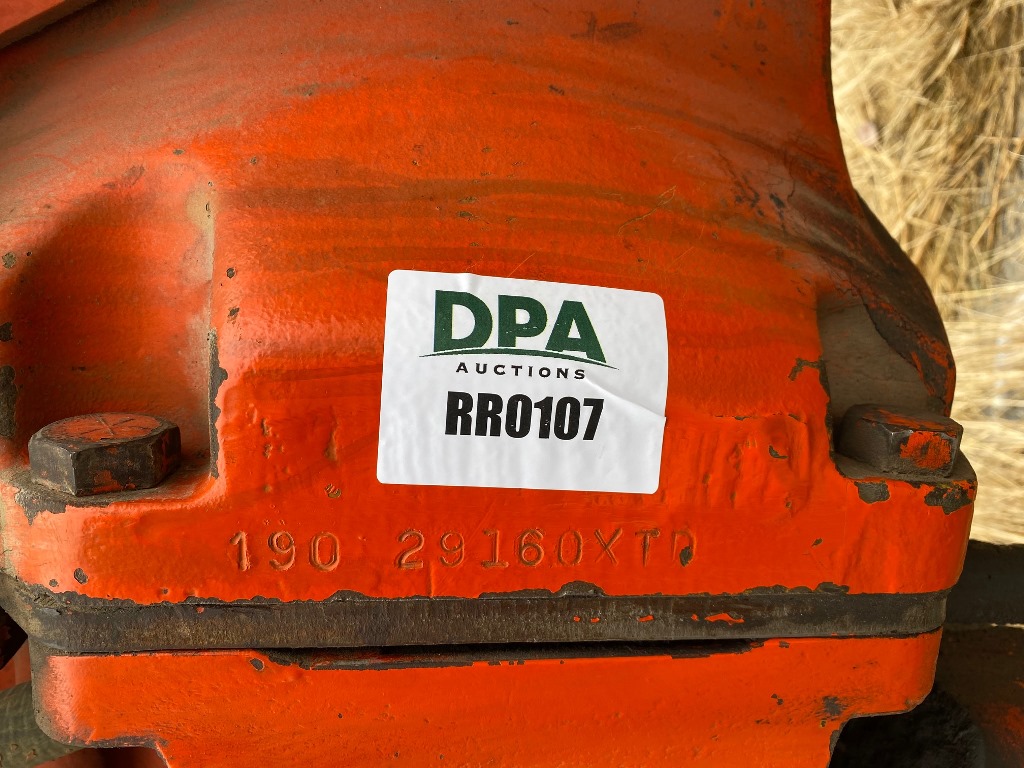 DPA
AUCTIONS
RR0107
190 29160XTD